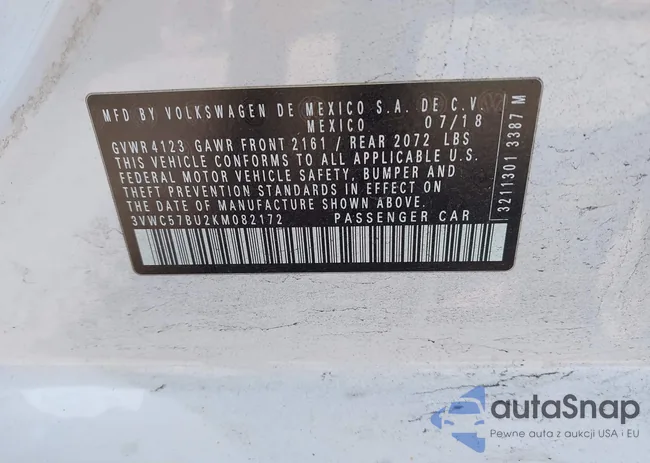 MFD BY VOLKSWAGEN DE MEXICO S.A. DE C.V.
MEXICO 07/18
GVWR 4123 GAWR FRONT 2161 / REAR 2072 LBS
THIS VEHICLE CONFORMS TO ALL APPLICABLE U.S.
FEDERAL MOTOR VEHICLE SAFETY, BUMPER AND
THEFT PREVENTION STANDARDS IN EFFECT ON
THE DATE OF MANUFACTURE SHOWN ABOVE.
3VWC57BU2KM082172 PASSENGER CAR
3211301 3387 M
autoSnap
Pewne auta z aukcji USA i EU